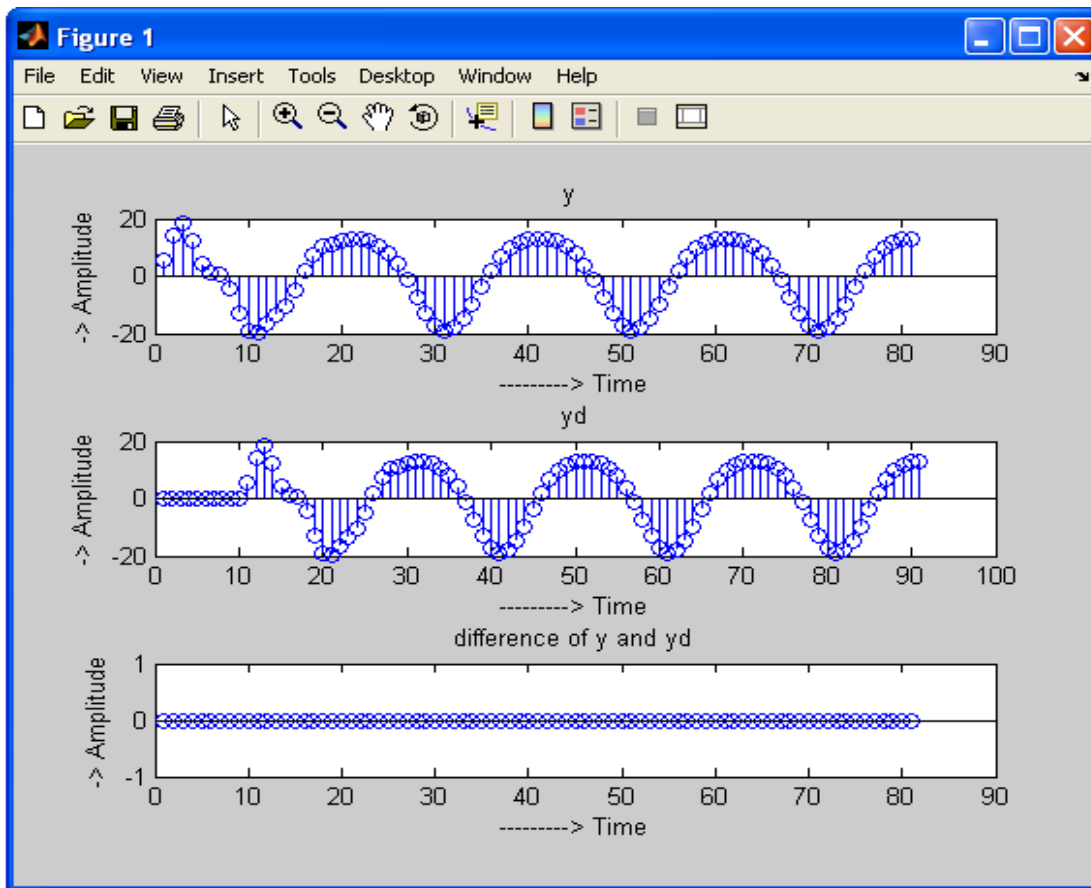 Figure 1
File Edit View Insert Tools Desktop Window Help
y
-> Amplitude
20
0
-20
0 10 20 30 40 50 60 70 80 90
---------> Time
yd
-> Amplitude
20
0
-20
0 10 20 30 40 50 60 70 80 90 100
---------> Time
difference of y and yd
-> Amplitude
1
0
-1
0 10 20 30 40 50 60 70 80 90
---------> Time